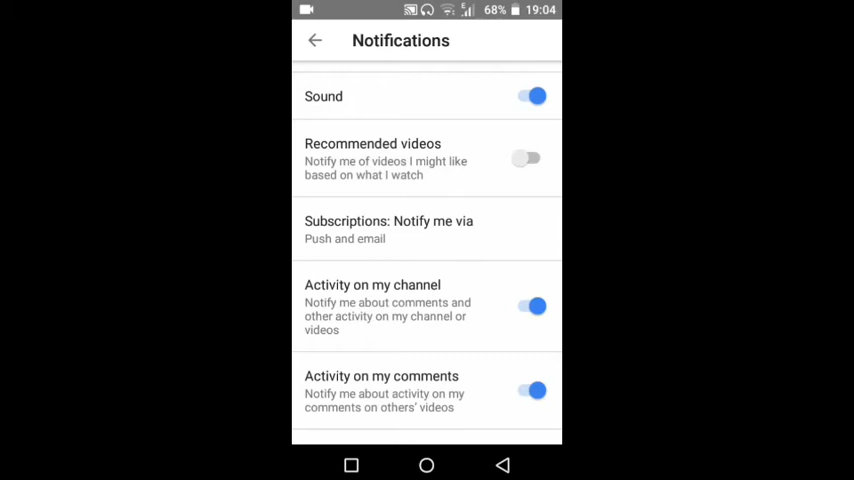 E 68% 19:04
Notifications
Sound
Recommended videos
Notify me of videos I might like
based on what I watch
Subscriptions: Notify me via
Push and email
Activity on my channel
Notify me about comments and
other activity on my channel or
videos
Activity on my comments
Notify me about activity on my
comments on others' videos